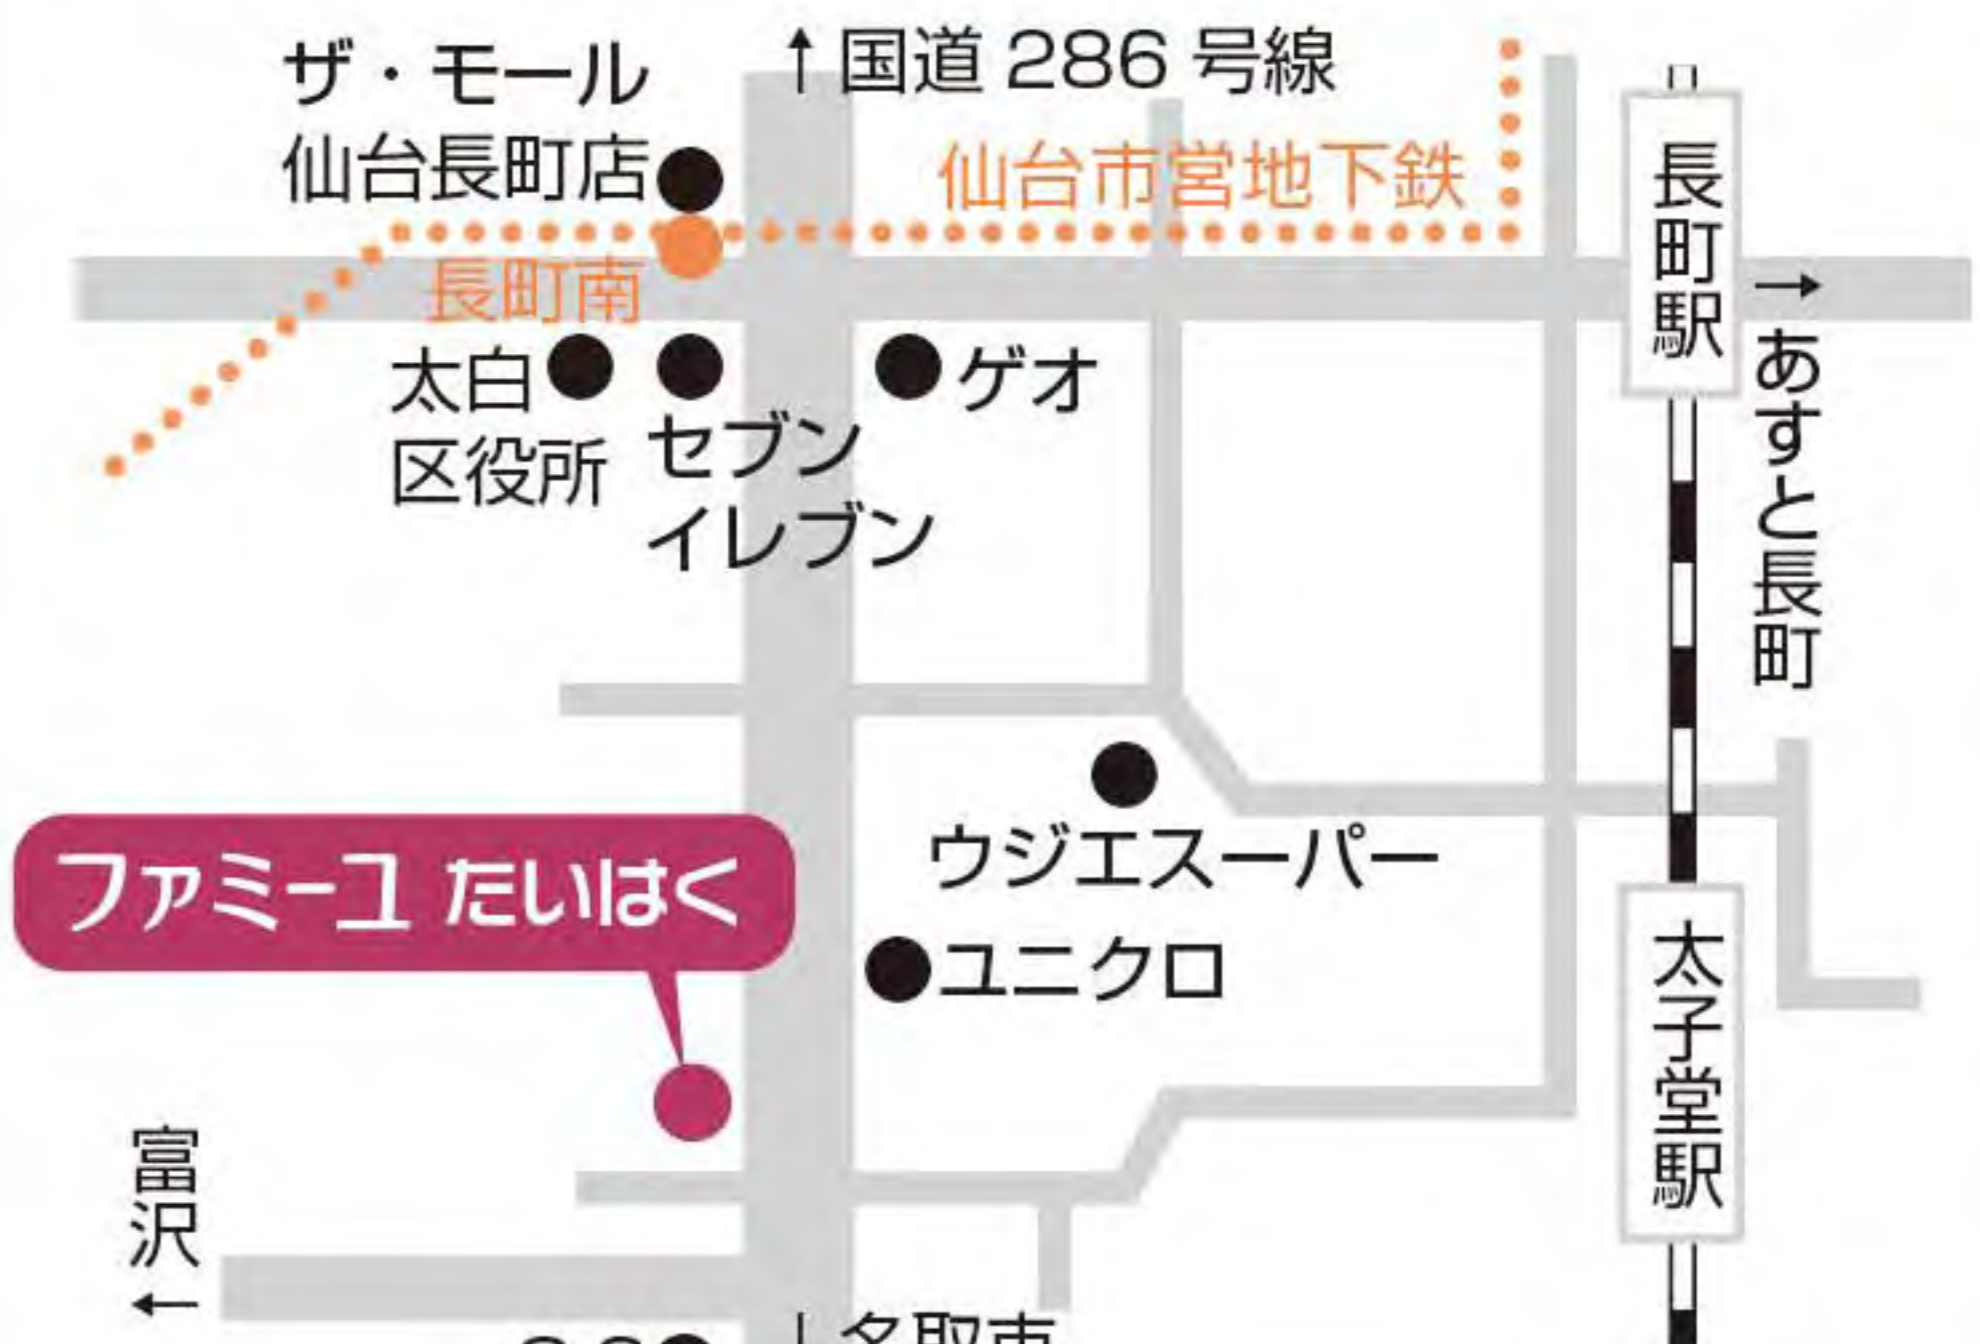 ザ・モール
仙台長町店
↑国道 286 号線
仙台市営地下鉄
長町南
長町駅
→あすと長町
太白
区役所
セブン
イレブン
ゲオ
ウジエスーパー
ファミーユ たいはく
ユニクロ
太子堂駅
富沢
←